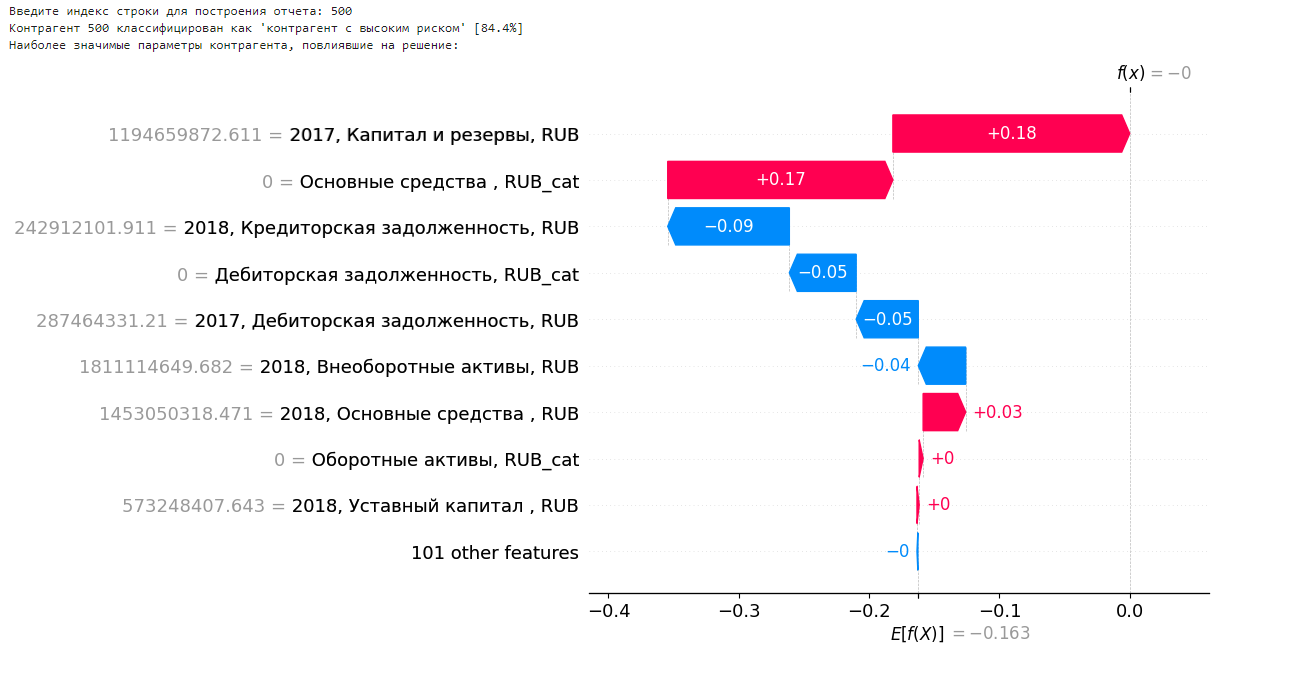 Введите индекс строки для построения отчета: 500
Контрагент 500 классифицирован как 'контрагент с высоким риском' [84.4%]
Наиболее значимые параметры контрагента, повлиявшие на решение:
f(x) = −0
1194659872.611 = 2017, Капитал и резервы, RUB
+0.18
0 = Основные средства , RUB_cat
+0.17
242912101.911 = 2018, Кредиторская задолженность, RUB
−0.09
0 = Дебиторская задолженность, RUB_cat
−0.05
287464331.21 = 2017, Дебиторская задолженность, RUB
−0.05
1811114649.682 = 2018, Внеоборотные активы, RUB
−0.04
1453050318.471 = 2018, Основные средства , RUB
+0.03
0 = Оборотные активы, RUB_cat
+0
573248407.643 = 2018, Уставный капитал , RUB
+0
101 other features
−0
−0.4 −0.3 −0.2 −0.1 0.0
E[f(X)] = −0.163